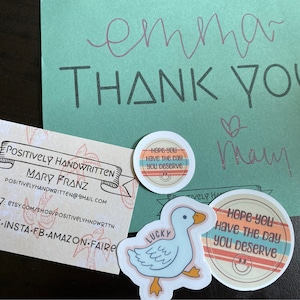 emma
THANK YOU
Mary
POSITIVELY HANDWRITTEN
MARY FRANZ
POSITIVELYHANDWRITTEN@GMAIL.COM
ETSY.COM/SHOP/POSITIVELYHNDWRTTN
•INSTA•FB•AMAZON•FAIRE
HOPE YOU
HAVE THE DAY
YOU DESERVE
LUCKY
HOPE YOU
HAVE THE DAY
YOU DESERVE